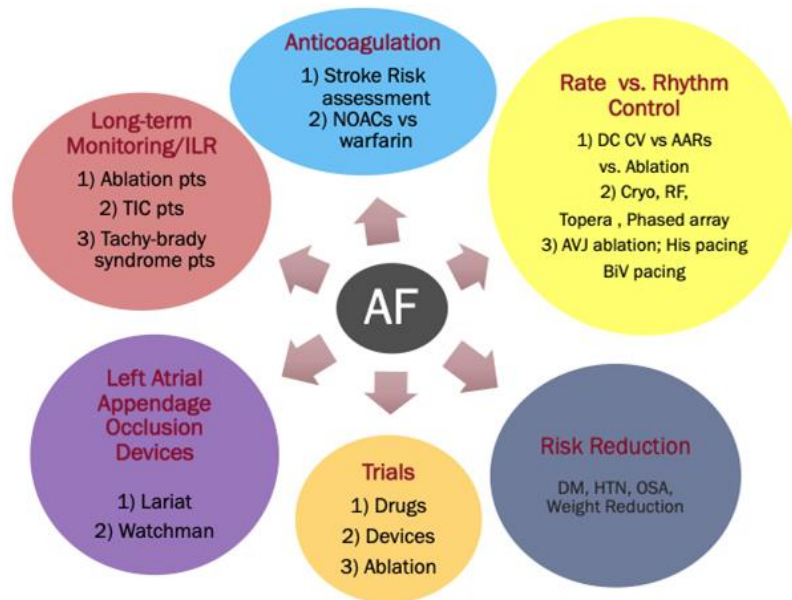 Anticoagulation
1) Stroke Risk
assessment
2) NOACs vs
warfarin
Rate vs. Rhythm
Control
1) DC CV vs AARs
vs. Ablation
2) Cryo, RF,
Topera , Phased array
3) AVJ ablation; His pacing
BiV pacing
Long-term
Monitoring/ILR
1) Ablation pts
2) TIC pts
3) Tachy-brady
syndrome pts
AF
Left Atrial
Appendage
Occlusion
Devices
1) Lariat
2) Watchman
Trials
1) Drugs
2) Devices
3) Ablation
Risk Reduction
DM, HTN, OSA,
Weight Reduction